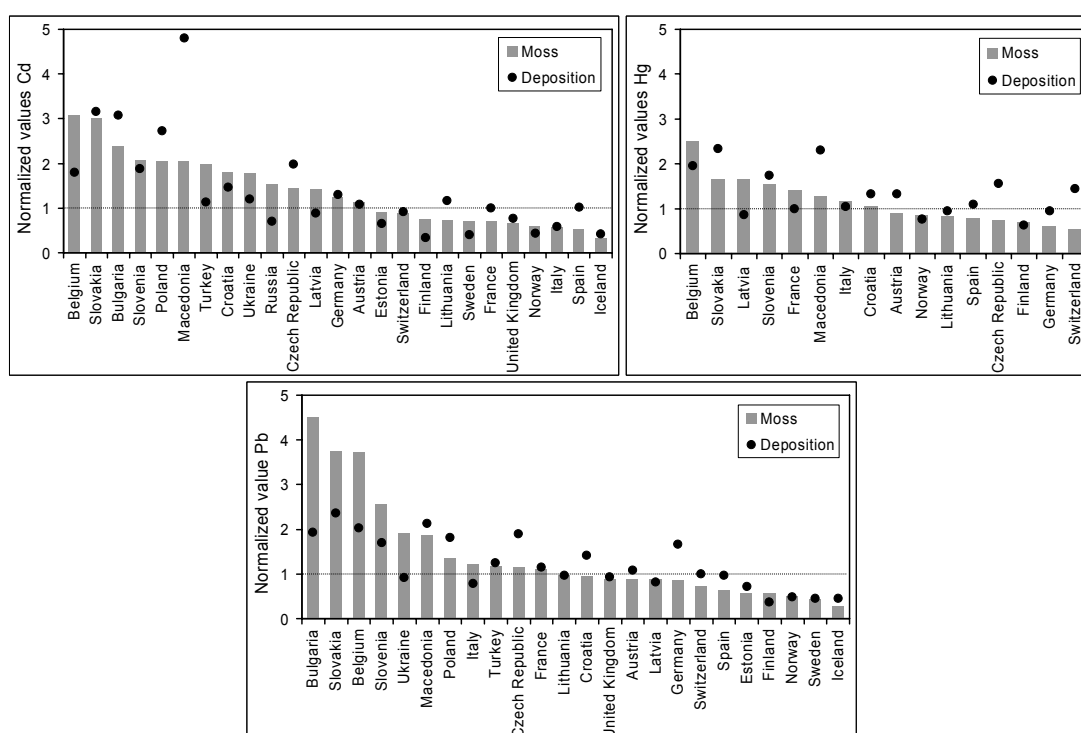 Normalized values Cd
5
4
3
2
1
0
Moss
Deposition
Belgium
Slovakia
Bulgaria
Slovenia
Poland
Macedonia
Turkey
Croatia
Ukraine
Russia
Czech Republic
Latvia
Germany
Austria
Estonia
Switzerland
Finland
Lithuania
Sweden
France
United Kingdom
Norway
Italy
Spain
Iceland
Normalized values Hg
5
4
3
2
1
0
Moss
Deposition
Belgium
Slovakia
Latvia
Slovenia
France
Macedonia
Italy
Croatia
Austria
Norway
Lithuania
Spain
Czech Republic
Finland
Germany
Switzerland
Normalized value Pb
5
4
3
2
1
0
Moss
Deposition
Bulgaria
Slovakia
Belgium
Slovenia
Ukraine
Macedonia
Poland
Italy
Turkey
Czech Republic
France
Lithuania
Croatia
United Kingdom
Austria
Latvia
Germany
Switzerland
Spain
Estonia
Finland
Norway
Sweden
Iceland